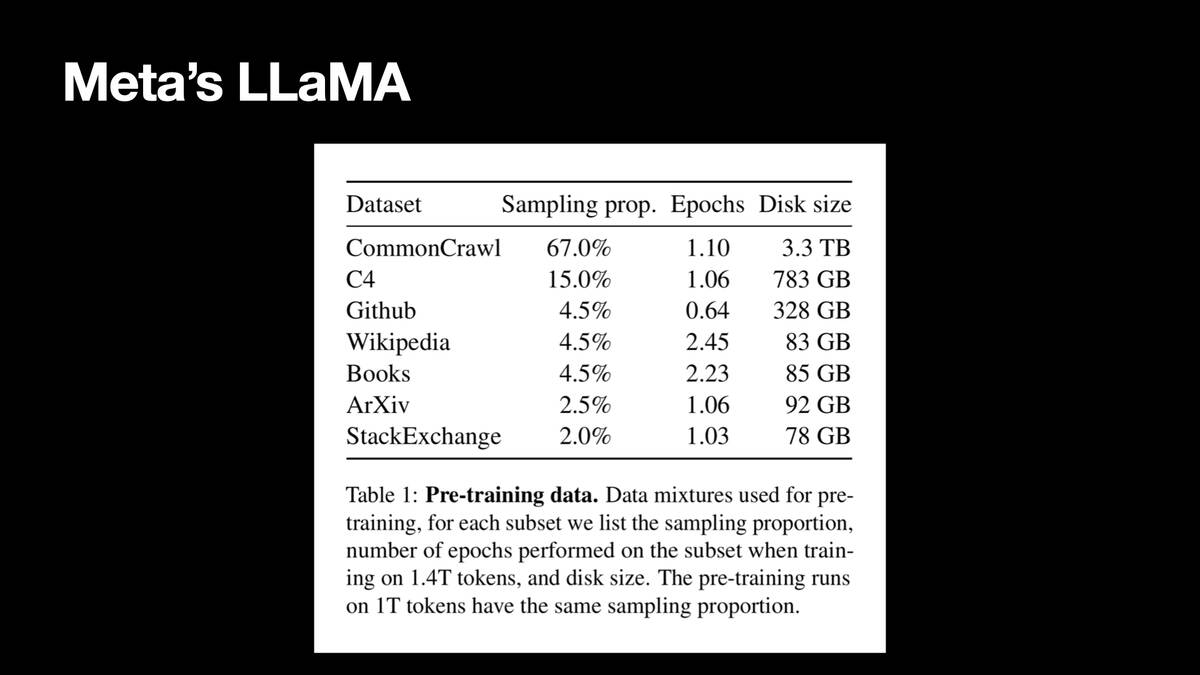 Meta’s LLaMA
Dataset Sampling prop. Epochs Disk size
CommonCrawl 67.0% 1.10 3.3 TB
C4 15.0% 1.06 783 GB
Github 4.5% 0.64 328 GB
Wikipedia 4.5% 2.45 83 GB
Books 4.5% 2.23 85 GB
ArXiv 2.5% 1.06 92 GB
StackExchange 2.0% 1.03 78 GB
Table 1: Pre-training data. Data mixtures used for pre-
training, for each subset we list the sampling proportion,
number of epochs performed on the subset when train-
ing on 1.4T tokens, and disk size. The pre-training runs
on 1T tokens have the same sampling proportion.